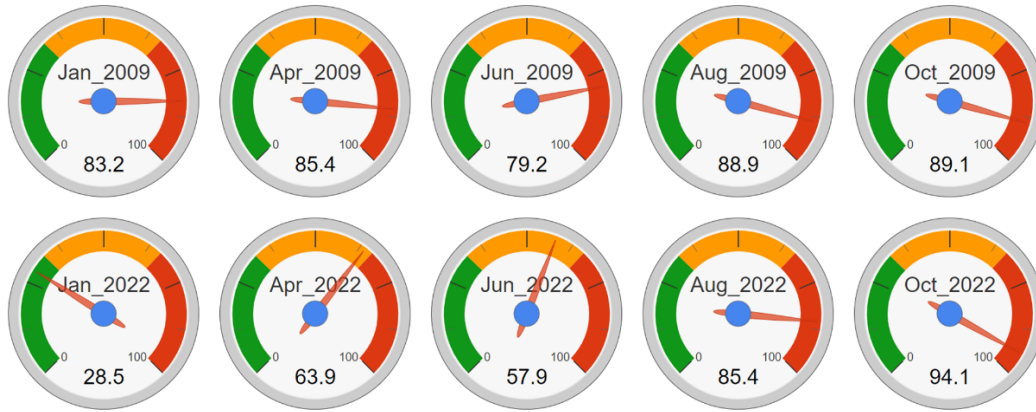 Jan_2009 Apr_2009 Jun_2009 Aug_2009 Oct_2009
0 100 0 100 0 100 0 100 0 100
83.2 85.4 79.2 88.9 89.1
Jan_2022 Apr_2022 Jun_2022 Aug_2022 Oct_2022
0 100 0 100 0 100 0 100 0 100
28.5 63.9 57.9 85.4 94.1